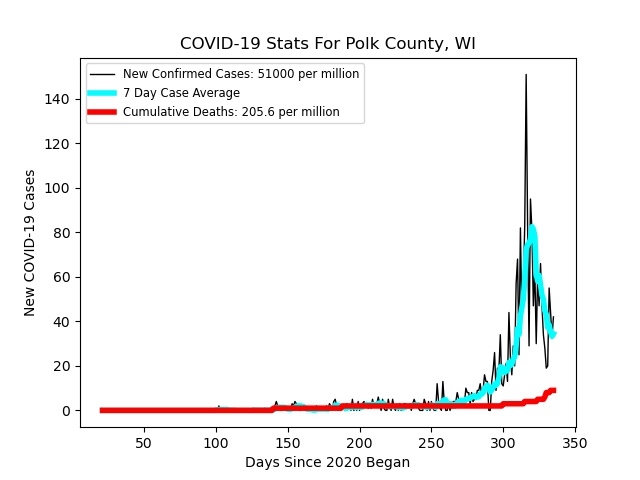 COVID-19 Stats For Polk County, WI
New Confirmed Cases: 51000 per million
7 Day Case Average
Cumulative Deaths: 205.6 per million
New COVID-19 Cases
140
120
100
80
60
40
20
0
50 100 150 200 250 300 350
Days Since 2020 Began